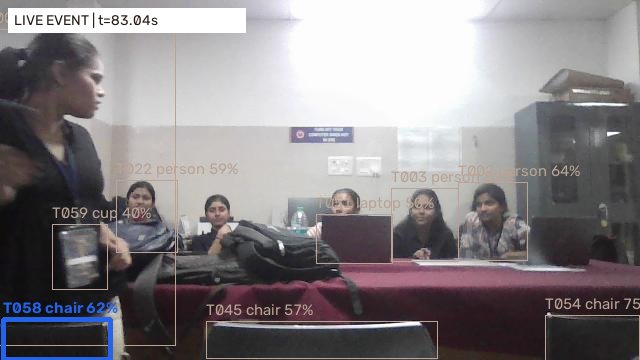 LIVE EVENT | t=83.04s
T022 person 59%
T003 person
person 64%
T059 cup 40%
laptop
T058 chair 62%
T045 chair 57%
T054 chair 75